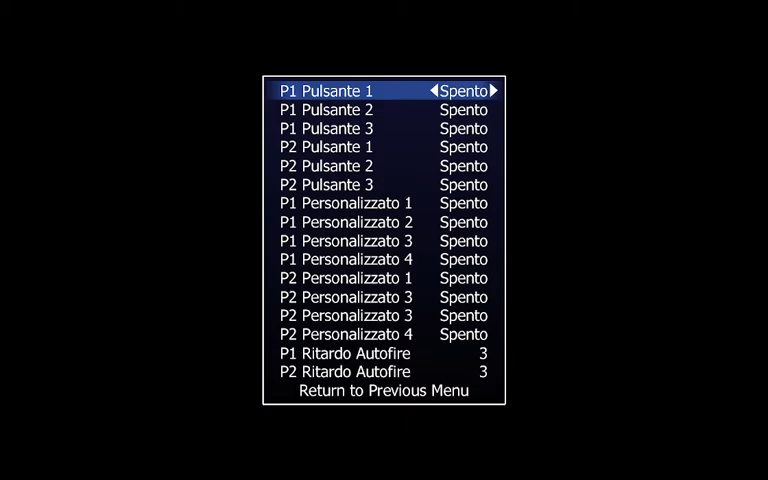 P1 Pulsante 1 Spento
P1 Pulsante 2 Spento
P1 Pulsante 3 Spento
P2 Pulsante 1 Spento
P2 Pulsante 2 Spento
P2 Pulsante 3 Spento
P1 Personalizzato 1 Spento
P1 Personalizzato 2 Spento
P1 Personalizzato 3 Spento
P1 Personalizzato 4 Spento
P2 Personalizzato 1 Spento
P2 Personalizzato 3 Spento
P2 Personalizzato 3 Spento
P2 Personalizzato 4 Spento
P1 Ritardo Autofire 3
P2 Ritardo Autofire 3
Return to Previous Menu